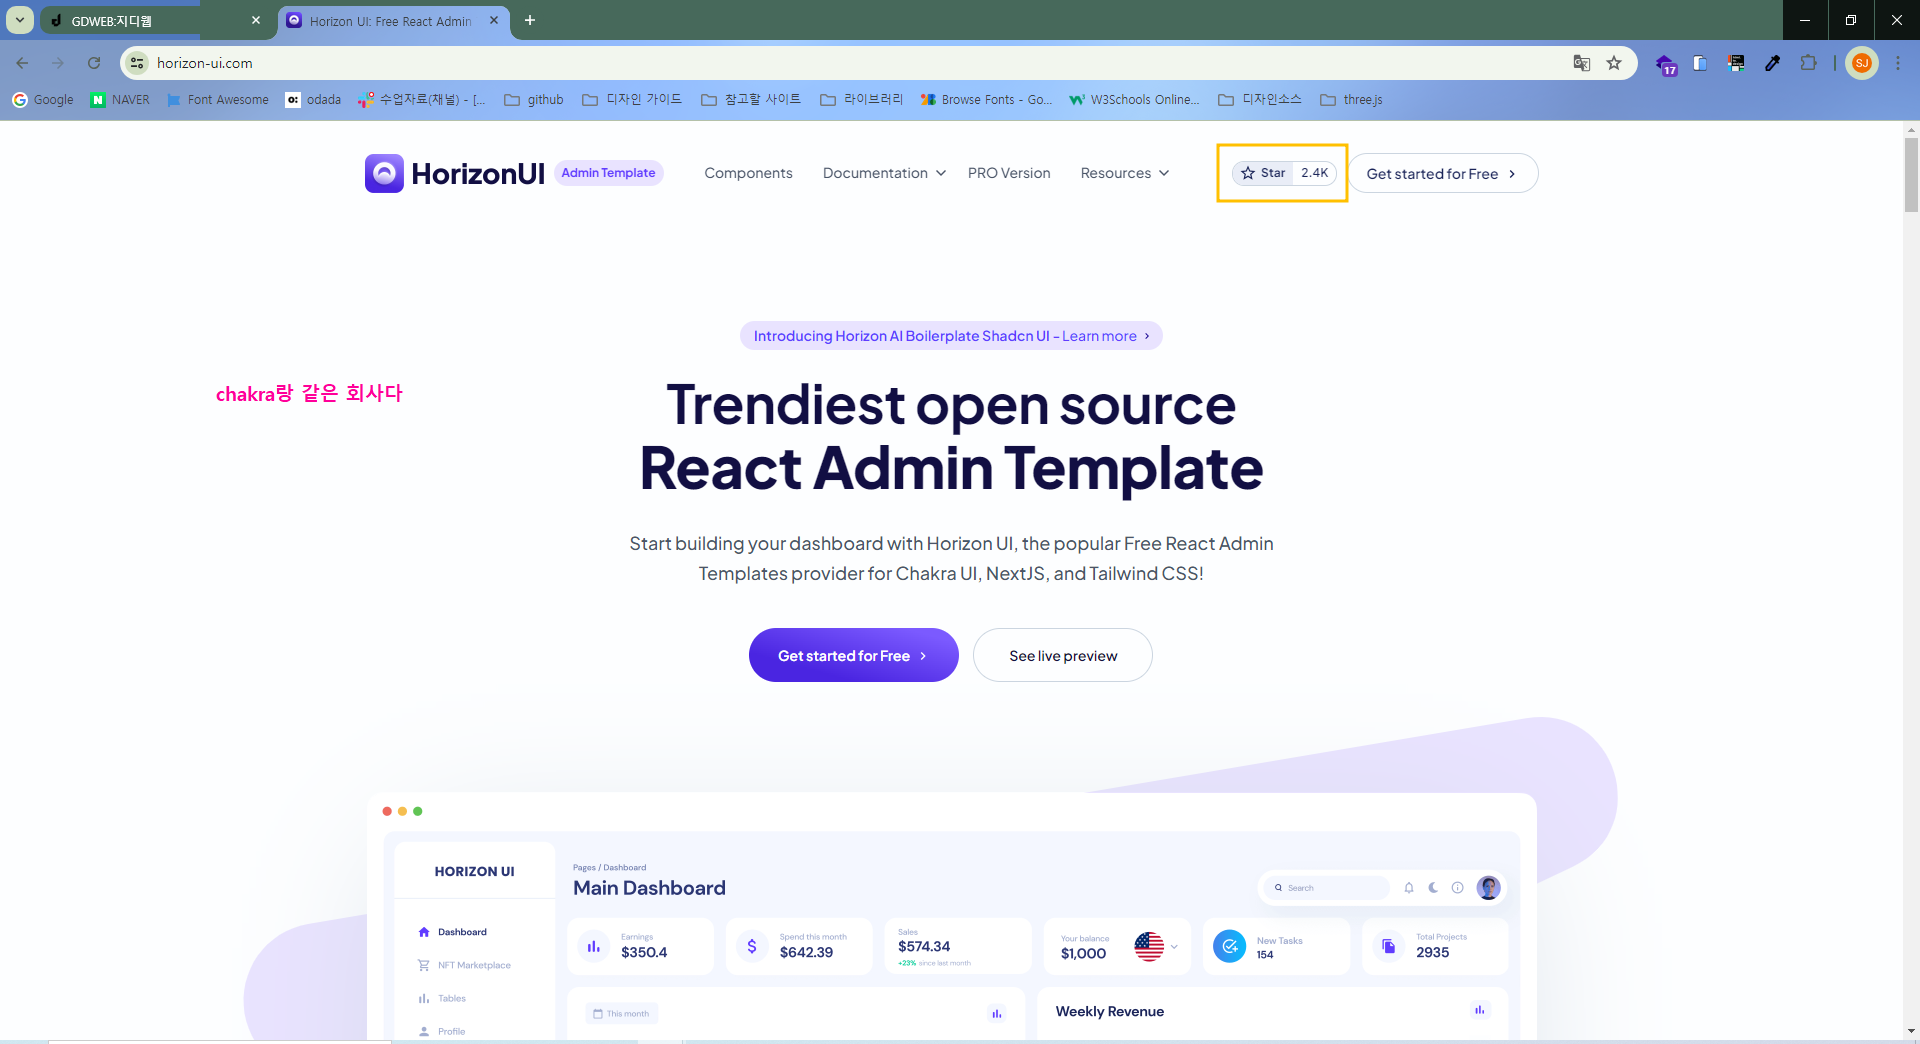 GDWEB:지디웹
Horizon UI: Free React Admin
horizon-ui.com
17
SJ
Google
NAVER
Font Awesome
o: odada
수업자료(채널) - [...
github
디자인 가이드
참고할 사이트
라이브러리
Browse Fonts - Go...
W3Schools Online...
디자인소스
three.js
HorizonUI
Admin Template
Components
Documentation
PRO Version
Resources
Star 2.4K
Get started for Free
Introducing Horizon AI Boilerplate Shadcn UI - Learn more
chakra랑 같은 회사다
Trendiest open source
React Admin Template
Start building your dashboard with Horizon UI, the popular Free React Admin
Templates provider for Chakra UI, NextJS, and Tailwind CSS!
Get started for Free
See live preview
HORIZON UI
Dashboard
NFT Marketplace
Tables
Profile
Pages / Dashboard
Main Dashboard
Search
Earnings
$350.4
Spend this month
$642.39
Sales
$574.34
+23% since last month
Your balance
$1,000
New Tasks
154
Total Projects
2935
This month
Weekly Revenue